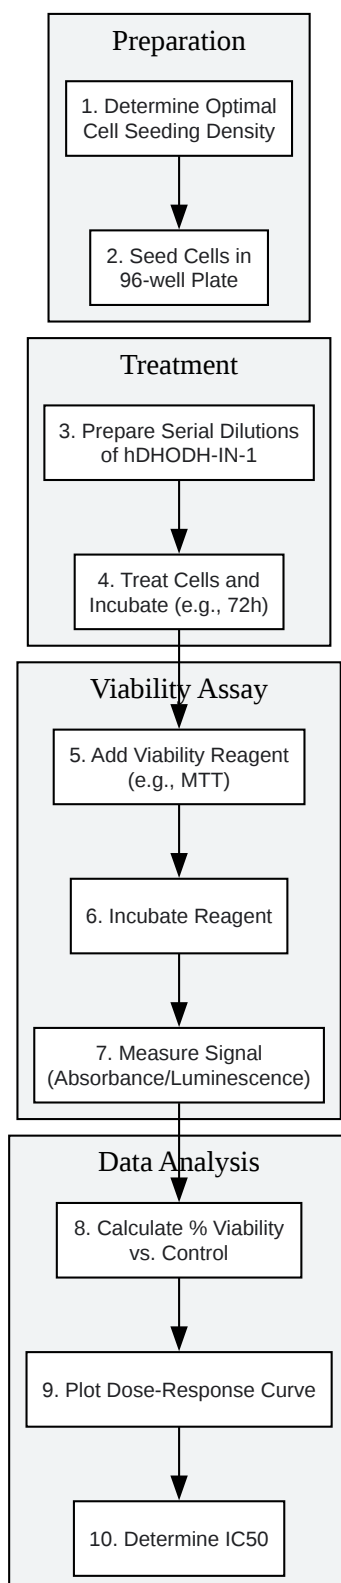 Preparation
1. Determine Optimal
Cell Seeding Density
2. Seed Cells in
96-well Plate
Treatment
3. Prepare Serial Dilutions
of hDHODH-IN-1
4. Treat Cells and
Incubate (e.g., 72h)
Viability Assay
5. Add Viability Reagent
(e.g., MTT)
6. Incubate Reagent
7. Measure Signal
(Absorbance/Luminescence)
Data Analysis
8. Calculate % Viability
vs. Control
9. Plot Dose-Response Curve
10. Determine IC50